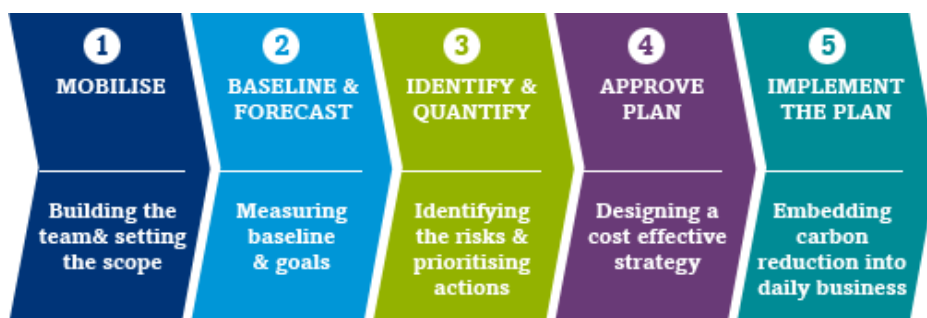 1
MOBILISE
Building the
team& setting
the scope
2
BASELINE &
FORECAST
Measuring
baseline
& goals
3
IDENTIFY &
QUANTIFY
Identifying
the risks &
prioritising
actions
4
APPROVE
PLAN
Designing a
cost effective
strategy
5
IMPLEMENT
THE PLAN
Embedding
carbon
reduction into
daily business